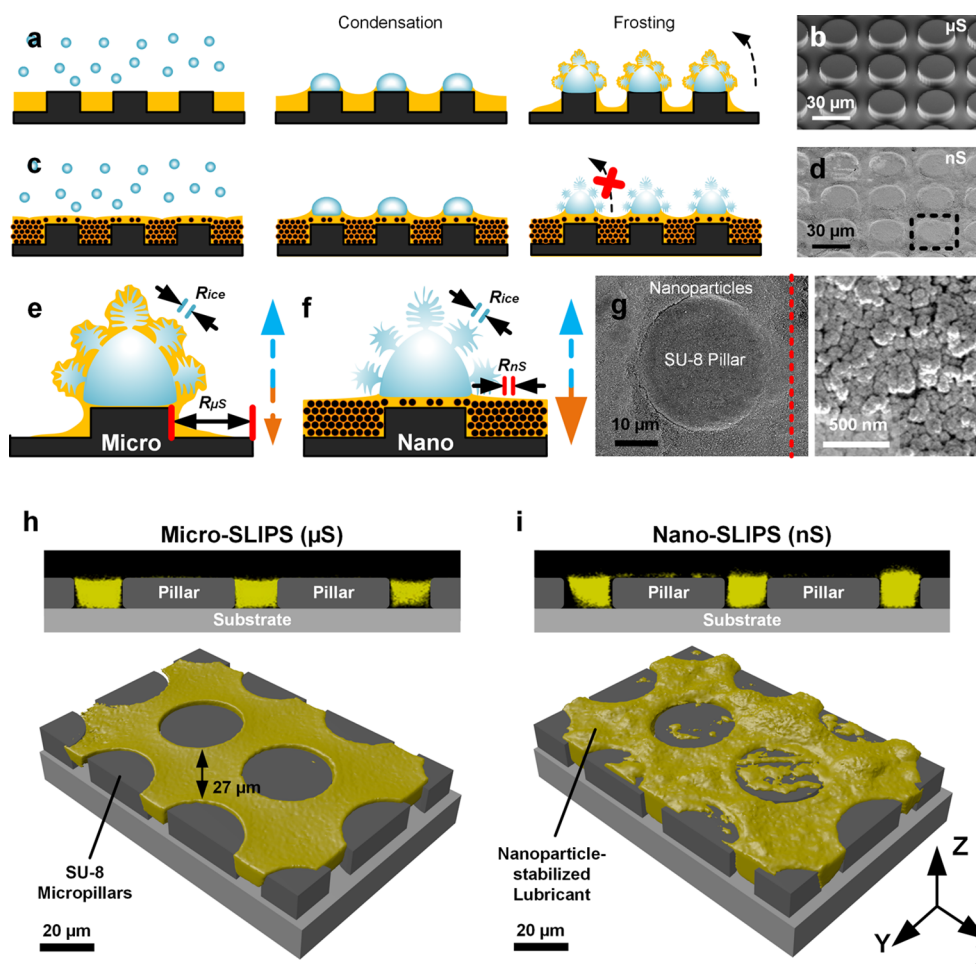 Condensation
Frosting
a
b
µS
30 µm
c
d
nS
30 µm
e
Rice
RµS
Micro
f
Rice
RnS
Nano
g
Nanoparticles
SU-8 Pillar
10 µm
500 nm
h
Micro-SLIPS (µS)
Pillar
Pillar
Substrate
27 µm
SU-8
Micropillars
20 µm
i
Nano-SLIPS (nS)
Pillar
Pillar
Substrate
Nanoparticle-
stabilized
Lubricant
20 µm
Z
Y